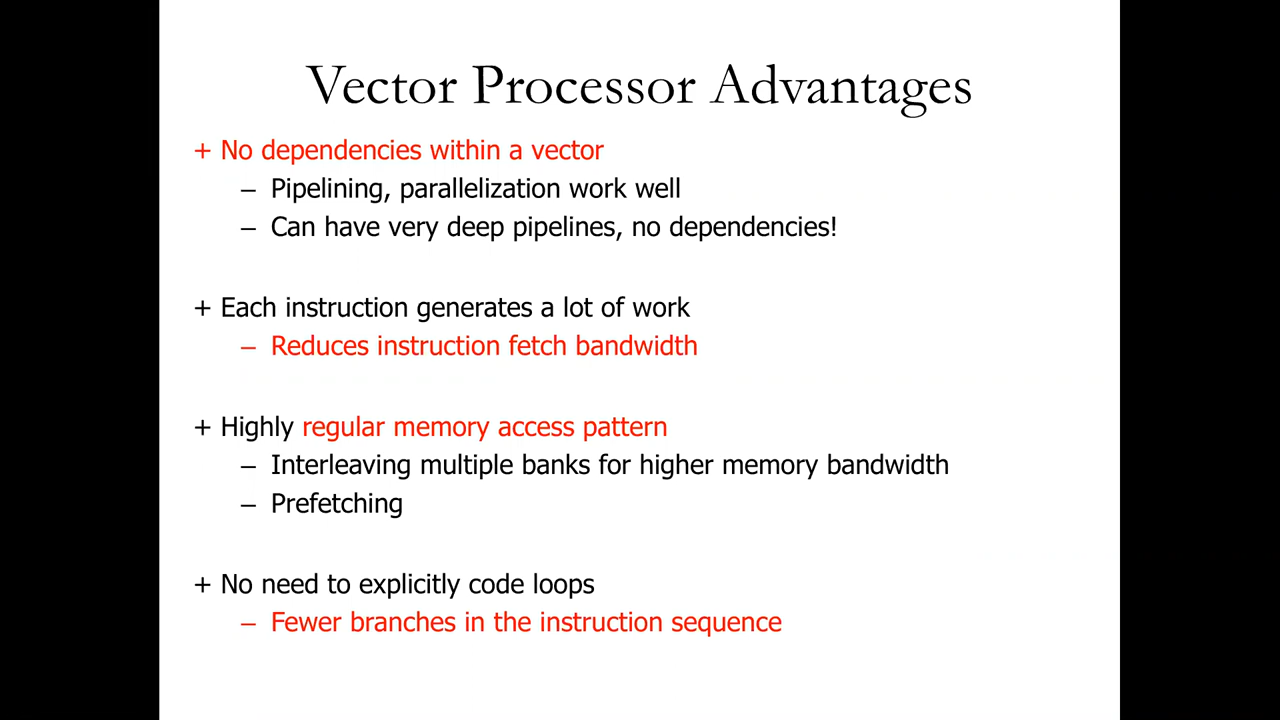 Vector Processor Advantages
+ No dependencies within a vector
– Pipelining, parallelization work well
– Can have very deep pipelines, no dependencies!
+ Each instruction generates a lot of work
– Reduces instruction fetch bandwidth
+ Highly regular memory access pattern
– Interleaving multiple banks for higher memory bandwidth
– Prefetching
+ No need to explicitly code loops
– Fewer branches in the instruction sequence